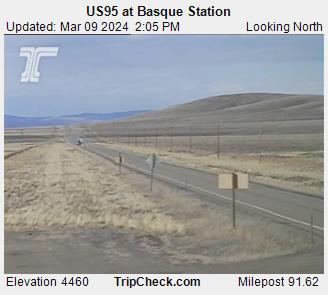 US95 at Basque Station
Updated: Mar 09 2024 2:05 PM Looking North
Elevation 4460 TripCheck.com Milepost 91.62